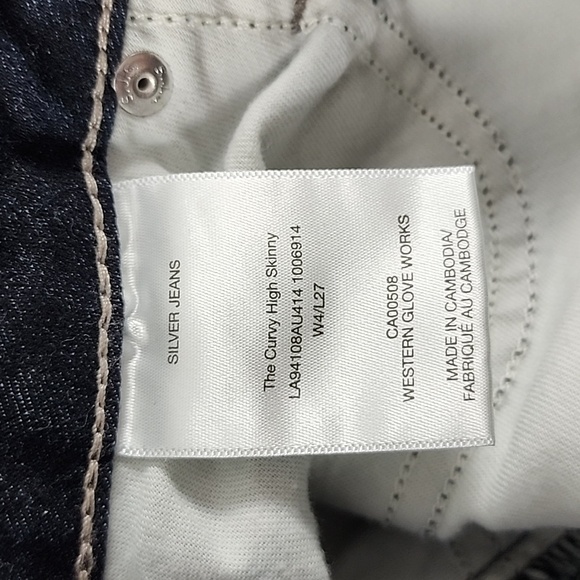 SILVER JEANS
The Curvy High Skinny
LA94108AU414 1006914
W4/L27
CA00508
WESTERN GLOVE WORKS
MADE IN CAMBODIA/
FABRIQUÉ AU CAMBODGE